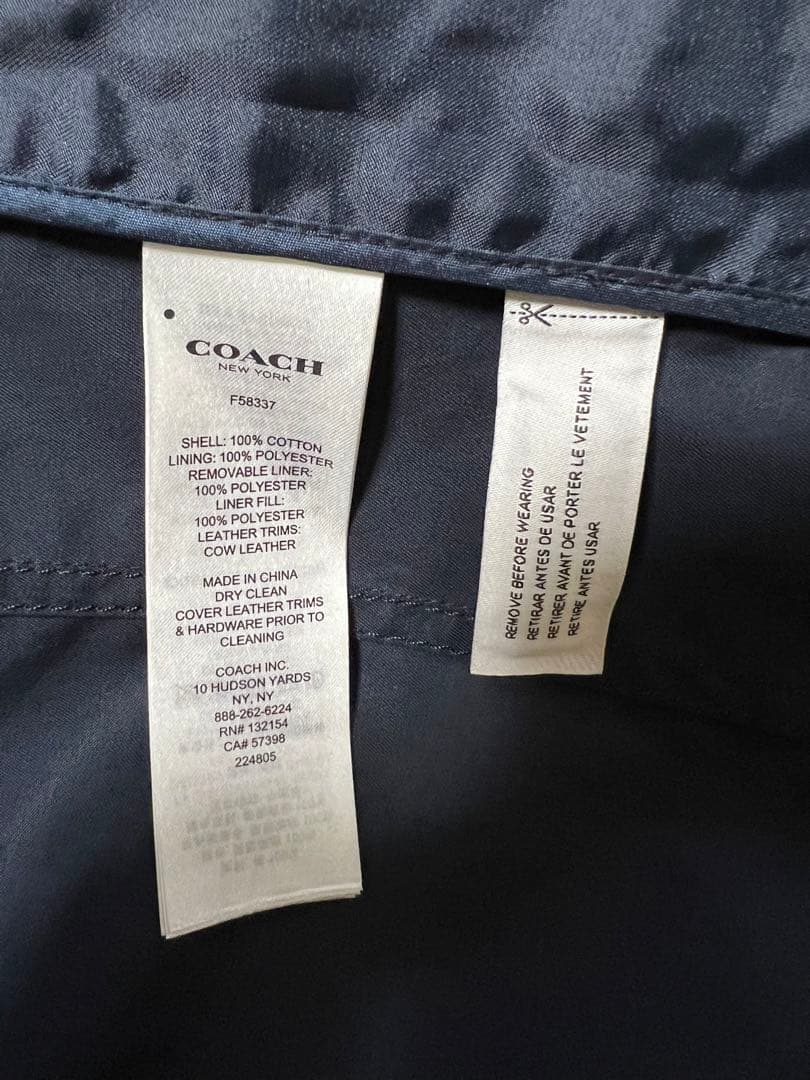 COACH
NEW YORK
F58337
SHELL: 100% COTTON
LINING: 100% POLYESTER
REMOVABLE LINER:
100% POLYESTER
LINER FILL:
100% POLYESTER
LEATHER TRIMS:
COW LEATHER
MADE IN CHINA
DRY CLEAN
COVER LEATHER TRIMS
& HARDWARE PRIOR TO
CLEANING
COACH INC.
10 HUDSON YARDS
NY, NY
888-262-6224
RN# 132154
CA# 57398
224805
REMOVE BEFORE WEARING
RETIRAR ANTES DE USAR
RETIRER AVANT DE PORTER LE VETEMENT
RETIRE ANTES USAR